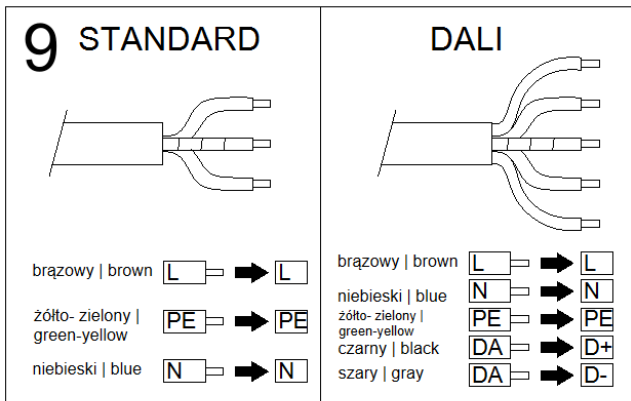 9 STANDARD
brązowy | brown L L
żółto- zielony |
green-yellow PE PE
niebieski | blue N N
DALI
brązowy | brown L L
niebieski | blue N N
żółto- zielony |
green-yellow PE PE
czarny | black DA D+
szary | gray DA D-